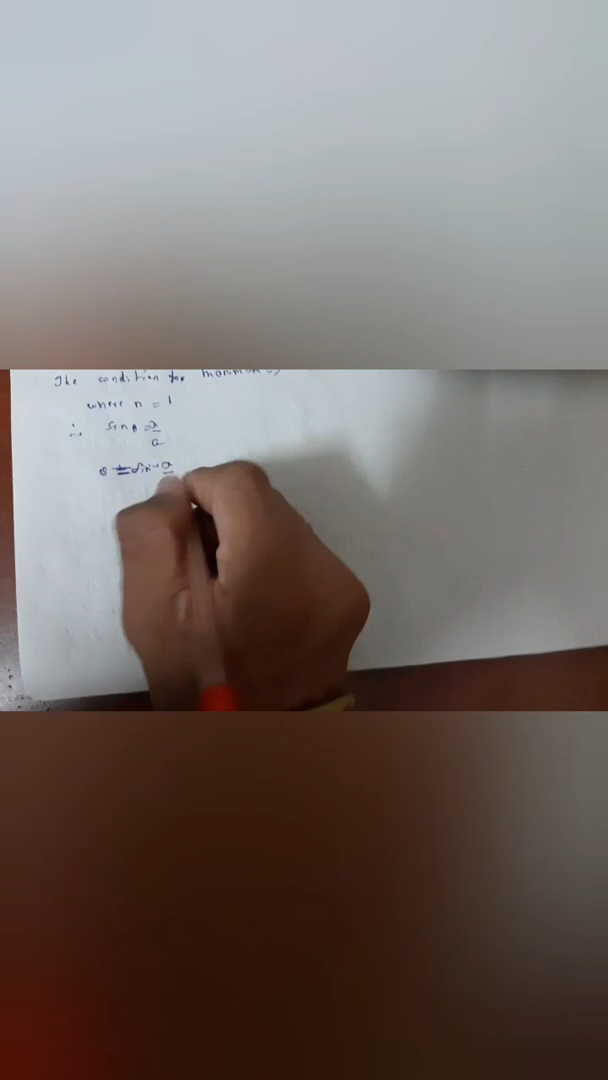 The condition for
where n = 1
∴ sinθ = λ/a
θ = sin⁻¹